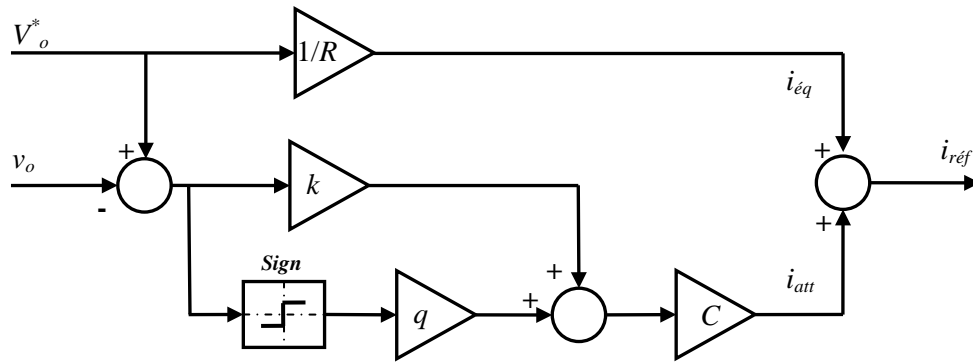 V*o
1/R
iéq
+
vo
-
k
+
iréf
+
Sign
+
+
q
C
iatt